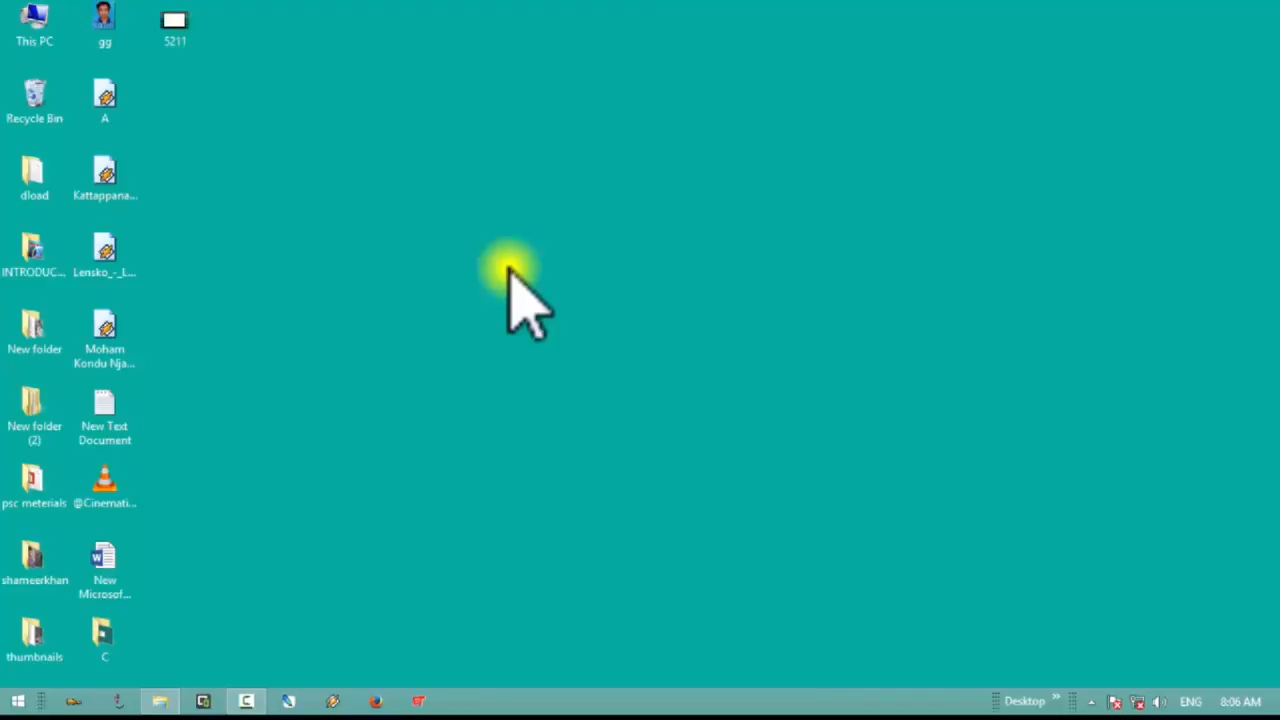 This PC
gg
5211
Recycle Bin
A
dload
Kattappana...
INTRODUC...
Lensko_-_L...
New folder
Moham
Kondu Nja...
New folder
(2)
New Text
Document
psc meterials
@Cinemati...
shameerkhan
New
Microsof...
thumbnails
C
Desktop
ENG
8:06 AM